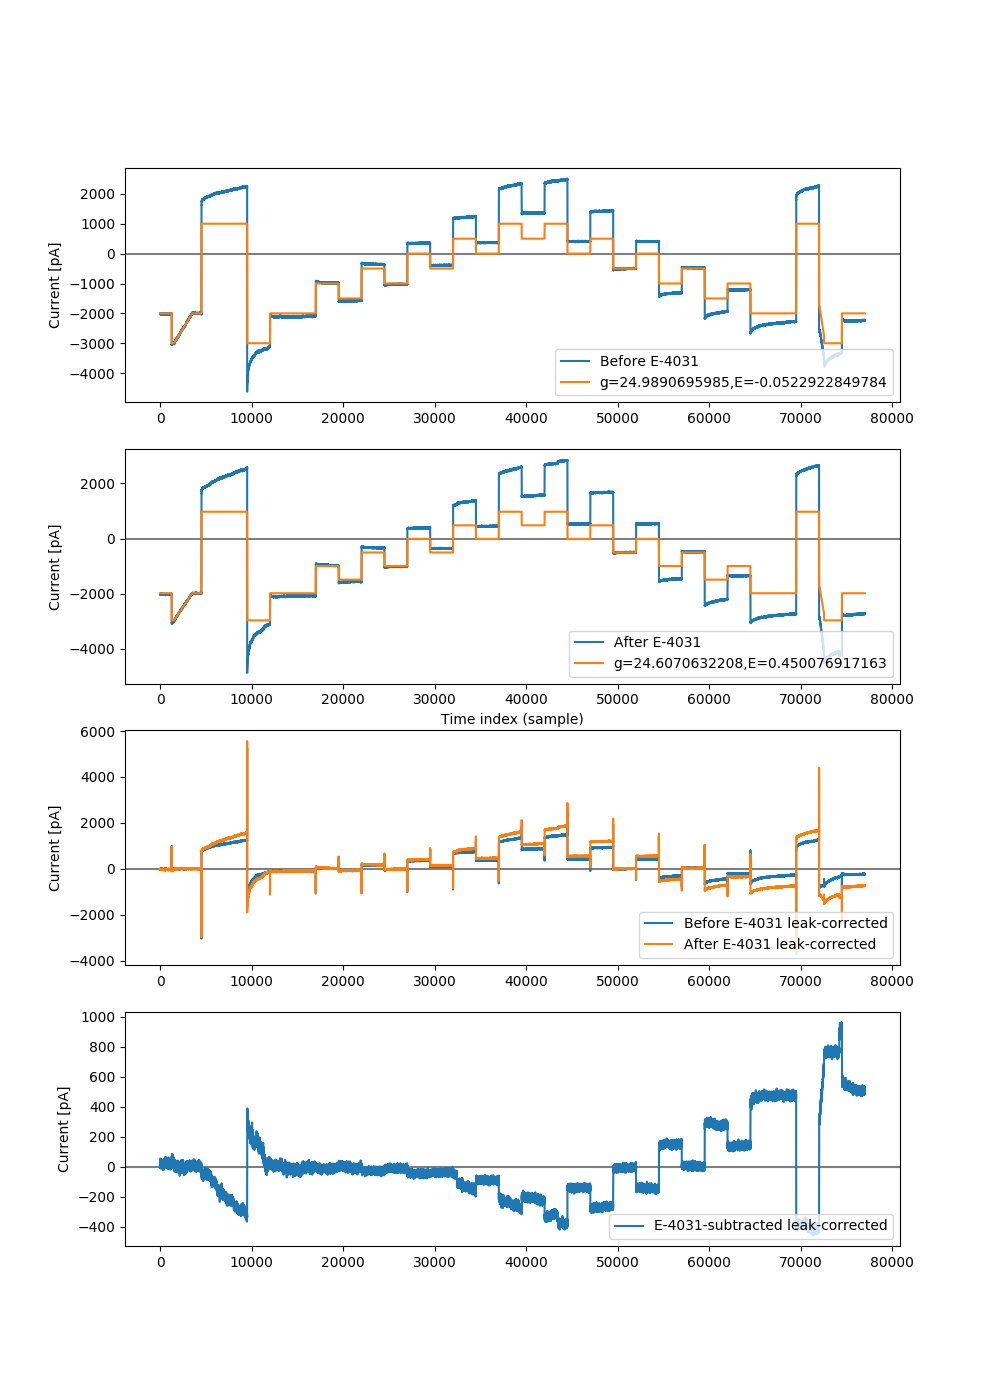 2000
1000
0
−1000
−2000
−3000
−4000
Current [pA]
Before E-4031
g=24.9890695985,E=-0.0522922849784
0 10000 20000 30000 40000 50000 60000 70000 80000
2000
0
−2000
−4000
Current [pA]
After E-4031
g=24.6070632208,E=0.450076917163
0 10000 20000 30000 40000 50000 60000 70000 80000
Time index (sample)
6000
4000
2000
0
−2000
−4000
Current [pA]
Before E-4031 leak-corrected
After E-4031 leak-corrected
0 10000 20000 30000 40000 50000 60000 70000 80000
1000
800
600
400
200
0
−200
−400
Current [pA]
E-4031-subtracted leak-corrected
0 10000 20000 30000 40000 50000 60000 70000 80000